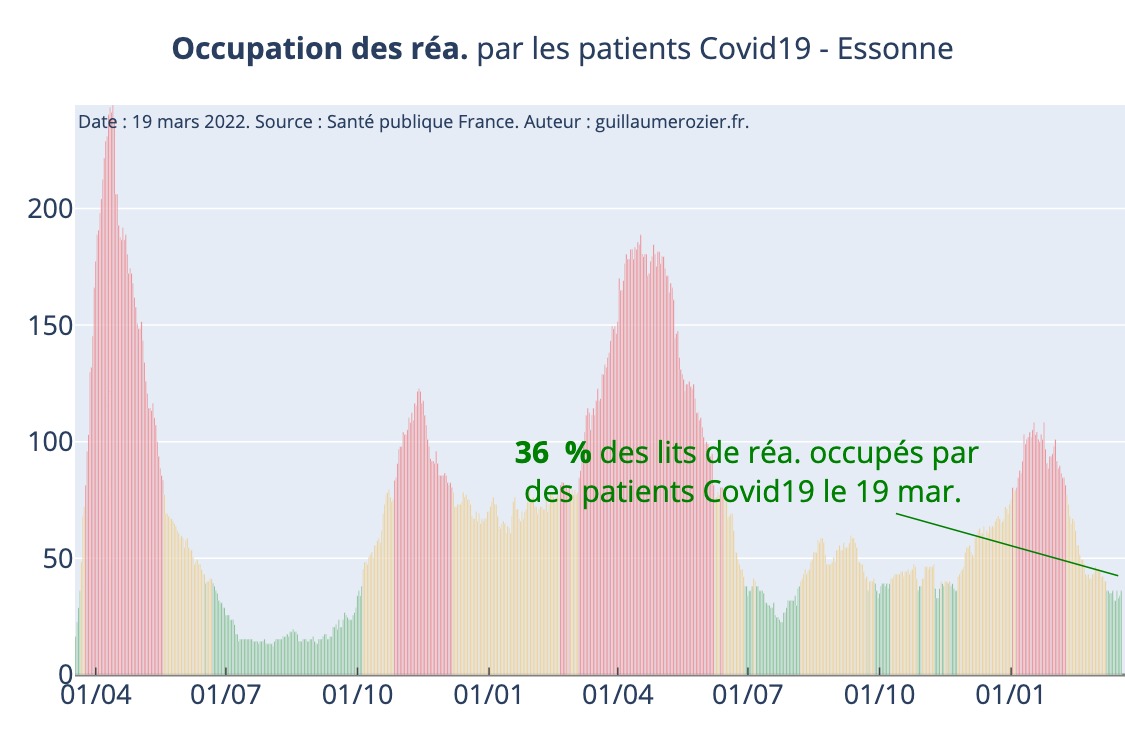 Occupation des réa. par les patients Covid19 - Essonne
Date : 19 mars 2022. Source : Santé publique France. Auteur : guillaumerozier.fr.
200
150
100
50
0
36 % des lits de réa. occupés par
des patients Covid19 le 19 mar.
01/04 01/07 01/10 01/01 01/04 01/07 01/10 01/01